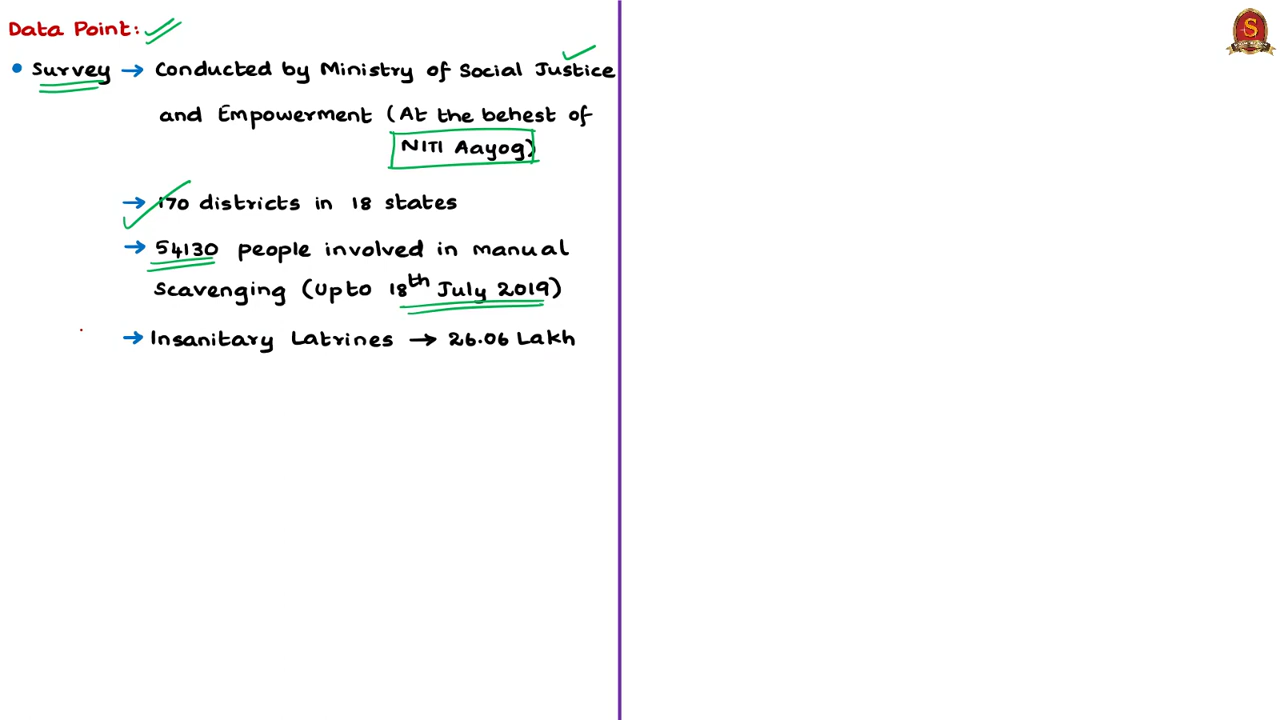 Data Point:
• Survey → Conducted by Ministry of Social Justice
and Empowerment (At the behest of
NITI Aayog)
→ 170 districts in 18 states
→ 54130 people involved in manual
Scavenging (Upto 18th July 2019)
→ Insanitary Latrines → 26.06 Lakh
S